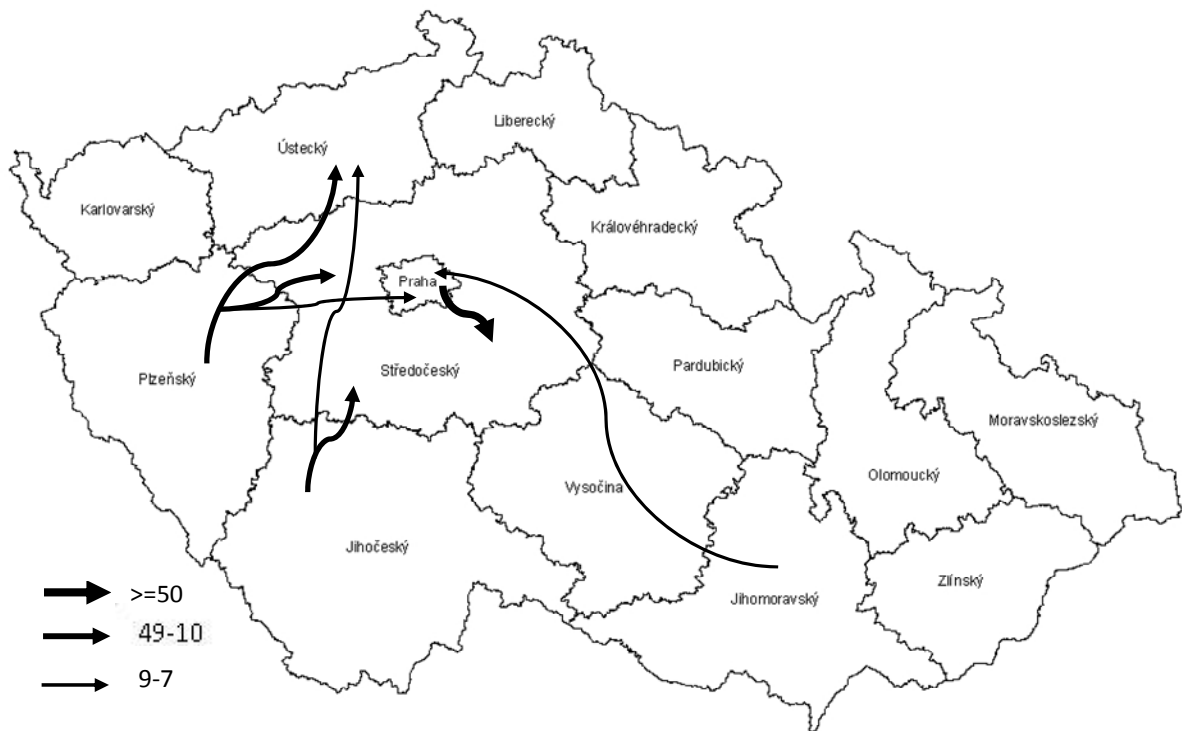 Liberecký
Ústecký
Karlovarský
Královéhradecký
Praha
Středočeský
Pardubický
Plzeňský
Moravskoslezský
Olomoucký
Vysočina
Jihočeský
Zlínský
Jihomoravský
>=50
49-10
9-7